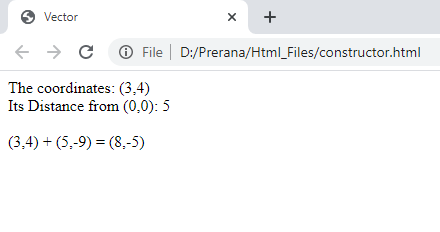 Vector
File D:/Prerana/Html_Files/constructor.html
The coordinates: (3,4)
Its Distance from (0,0): 5
(3,4) + (5,-9) = (8,-5)